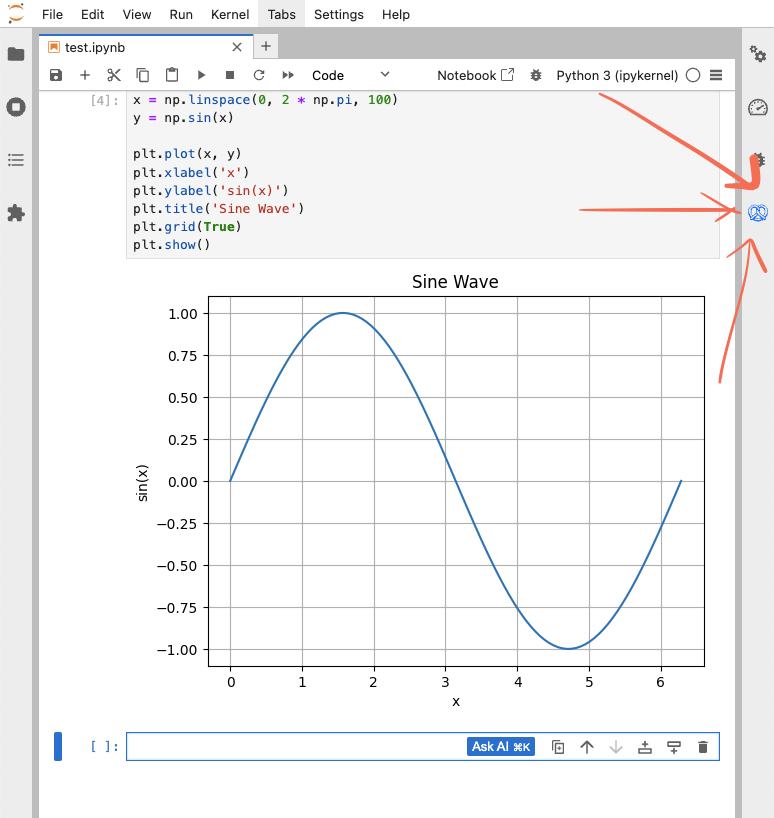 File Edit View Run Kernel Tabs Settings Help
test.ipynb
Code Notebook Python 3 (ipykernel)
[4]: x = np.linspace(0, 2 * np.pi, 100)
y = np.sin(x)
plt.plot(x, y)
plt.xlabel('x')
plt.ylabel('sin(x)')
plt.title('Sine Wave')
plt.grid(True)
plt.show()
Sine Wave
1.00
0.75
0.50
0.25
0.00
−0.25
−0.50
−0.75
−1.00
sin(x)
0 1 2 3 4 5 6
x
[ ]: Ask AI ⌘K